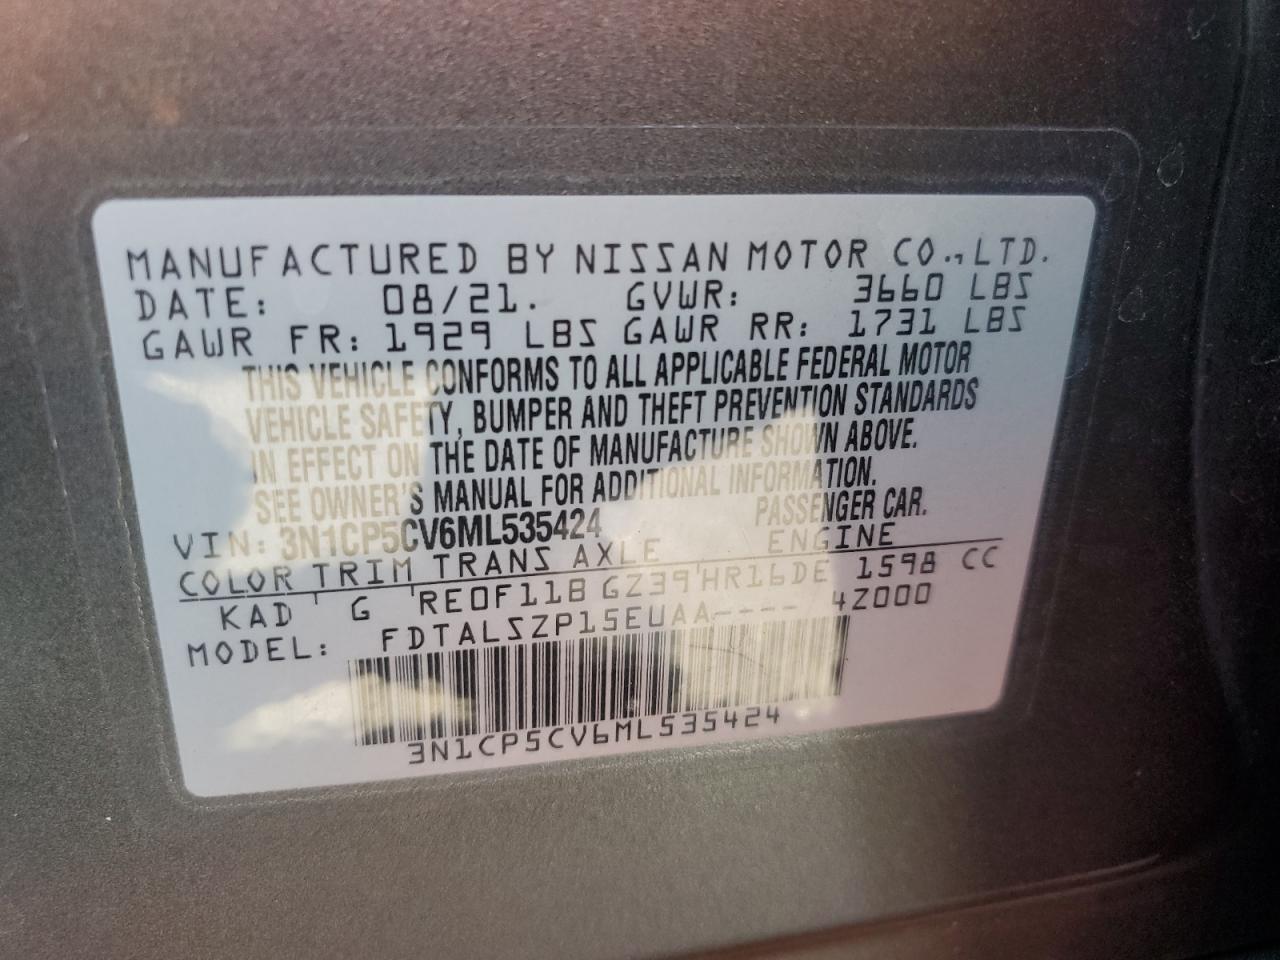 MANUFACTURED BY NISSAN MOTOR CO.,LTD.
DATE: 08/21. GVWR: 3660 LBS
GAWR FR: 1929 LBS GAWR RR: 1731 LBS
THIS VEHICLE CONFORMS TO ALL APPLICABLE FEDERAL MOTOR
VEHICLE SAFETY, BUMPER AND THEFT PREVENTION STANDARDS
IN EFFECT ON THE DATE OF MANUFACTURE SHOWN ABOVE.
SEE OWNER'S MANUAL FOR ADDITIONAL INFORMATION.
VIN: 3N1CP5CV6ML535424 PASSENGER CAR.
COLOR TRIM TRANS AXLE ENGINE
KAD G RE0F11B GZ39 HR16DE 1598 CC
MODEL: FDTALSZP15EUAA---- 4Z000
3N1CP5CV6ML535424